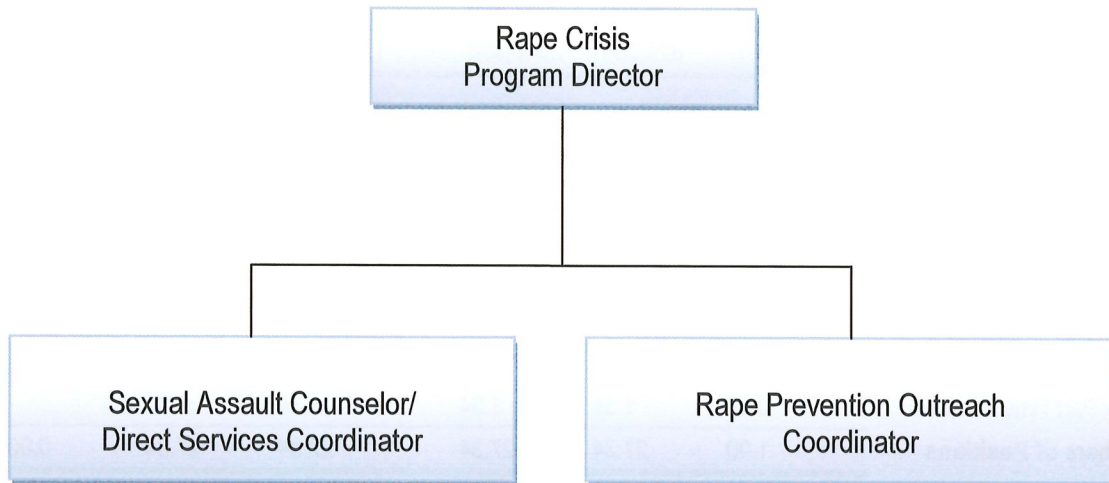 Rape Crisis
Program Director
Sexual Assault Counselor/
Direct Services Coordinator
Rape Prevention Outreach
Coordinator